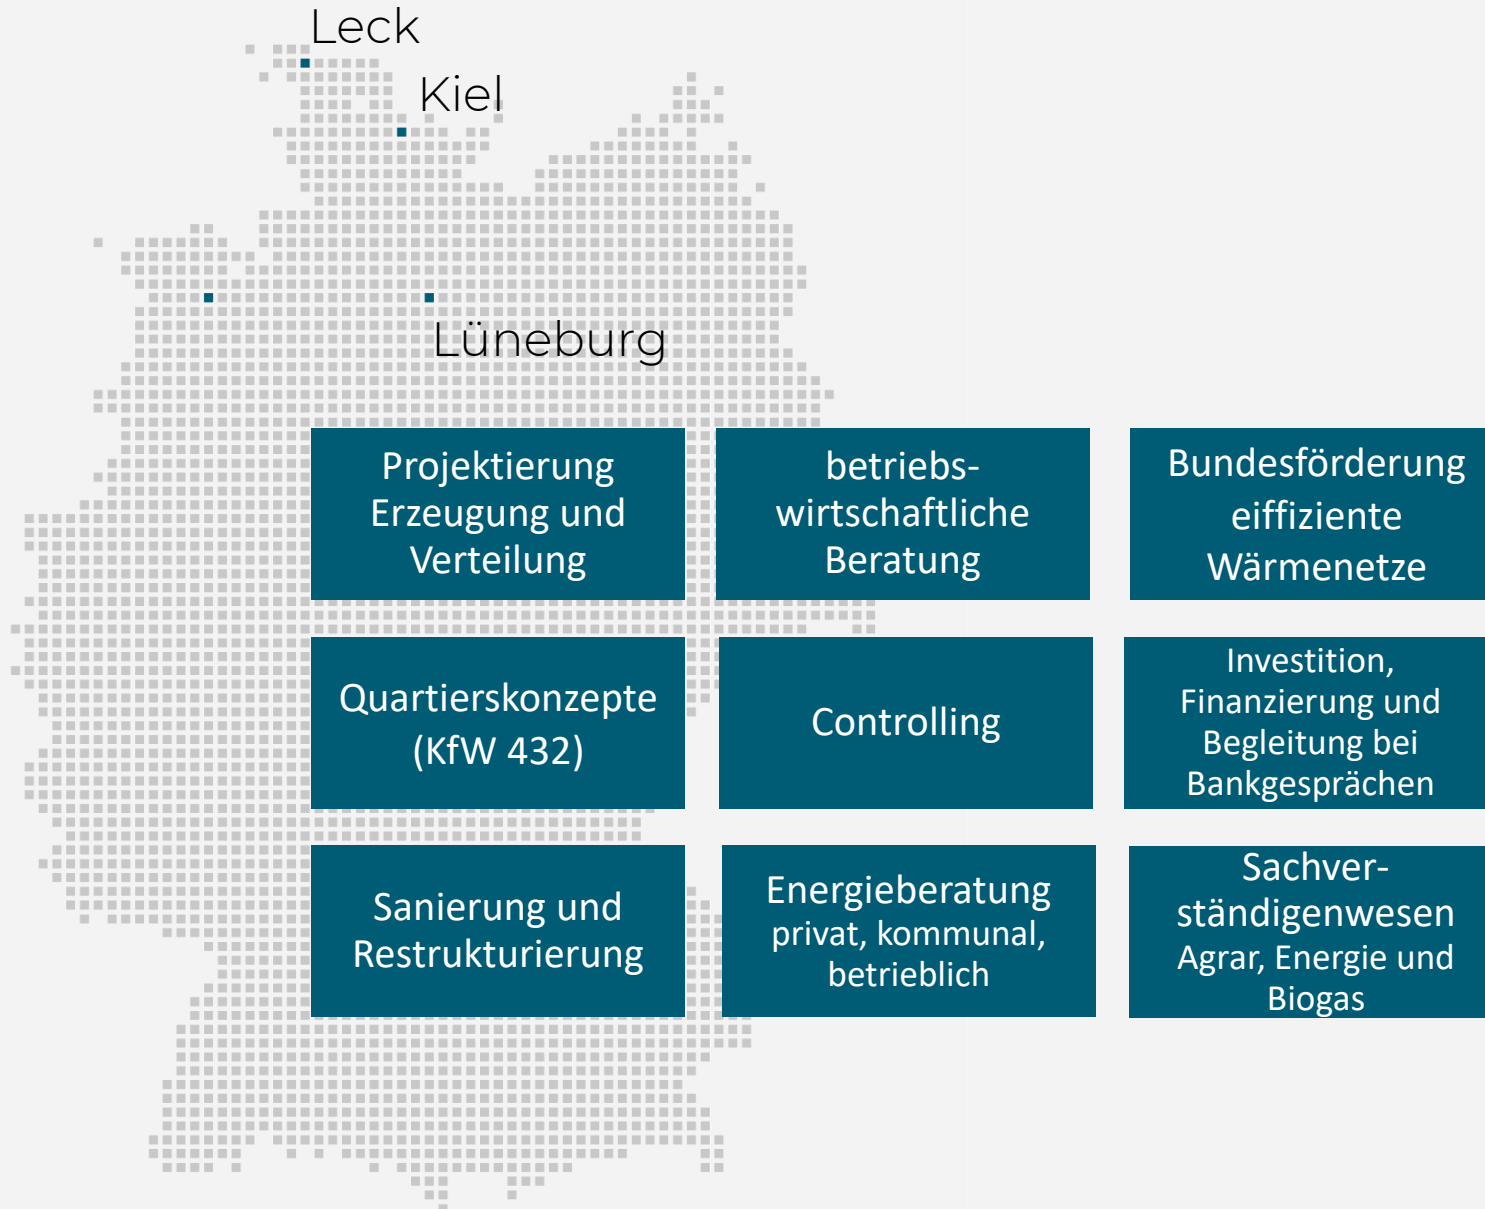 Leck
Kiel
Lüneburg
Projektierung
Erzeugung und
Verteilung
betriebs-
wirtschaftliche
Beratung
Bundesförderung
eiffiziente
Wärmenetze
Quartierskonzepte
(KfW 432)
Controlling
Investition,
Finanzierung und
Begleitung bei
Bankgesprächen
Sanierung und
Restrukturierung
Energieberatung
privat, kommunal,
betrieblich
Sachver-
ständigenwesen
Agrar, Energie und
Biogas